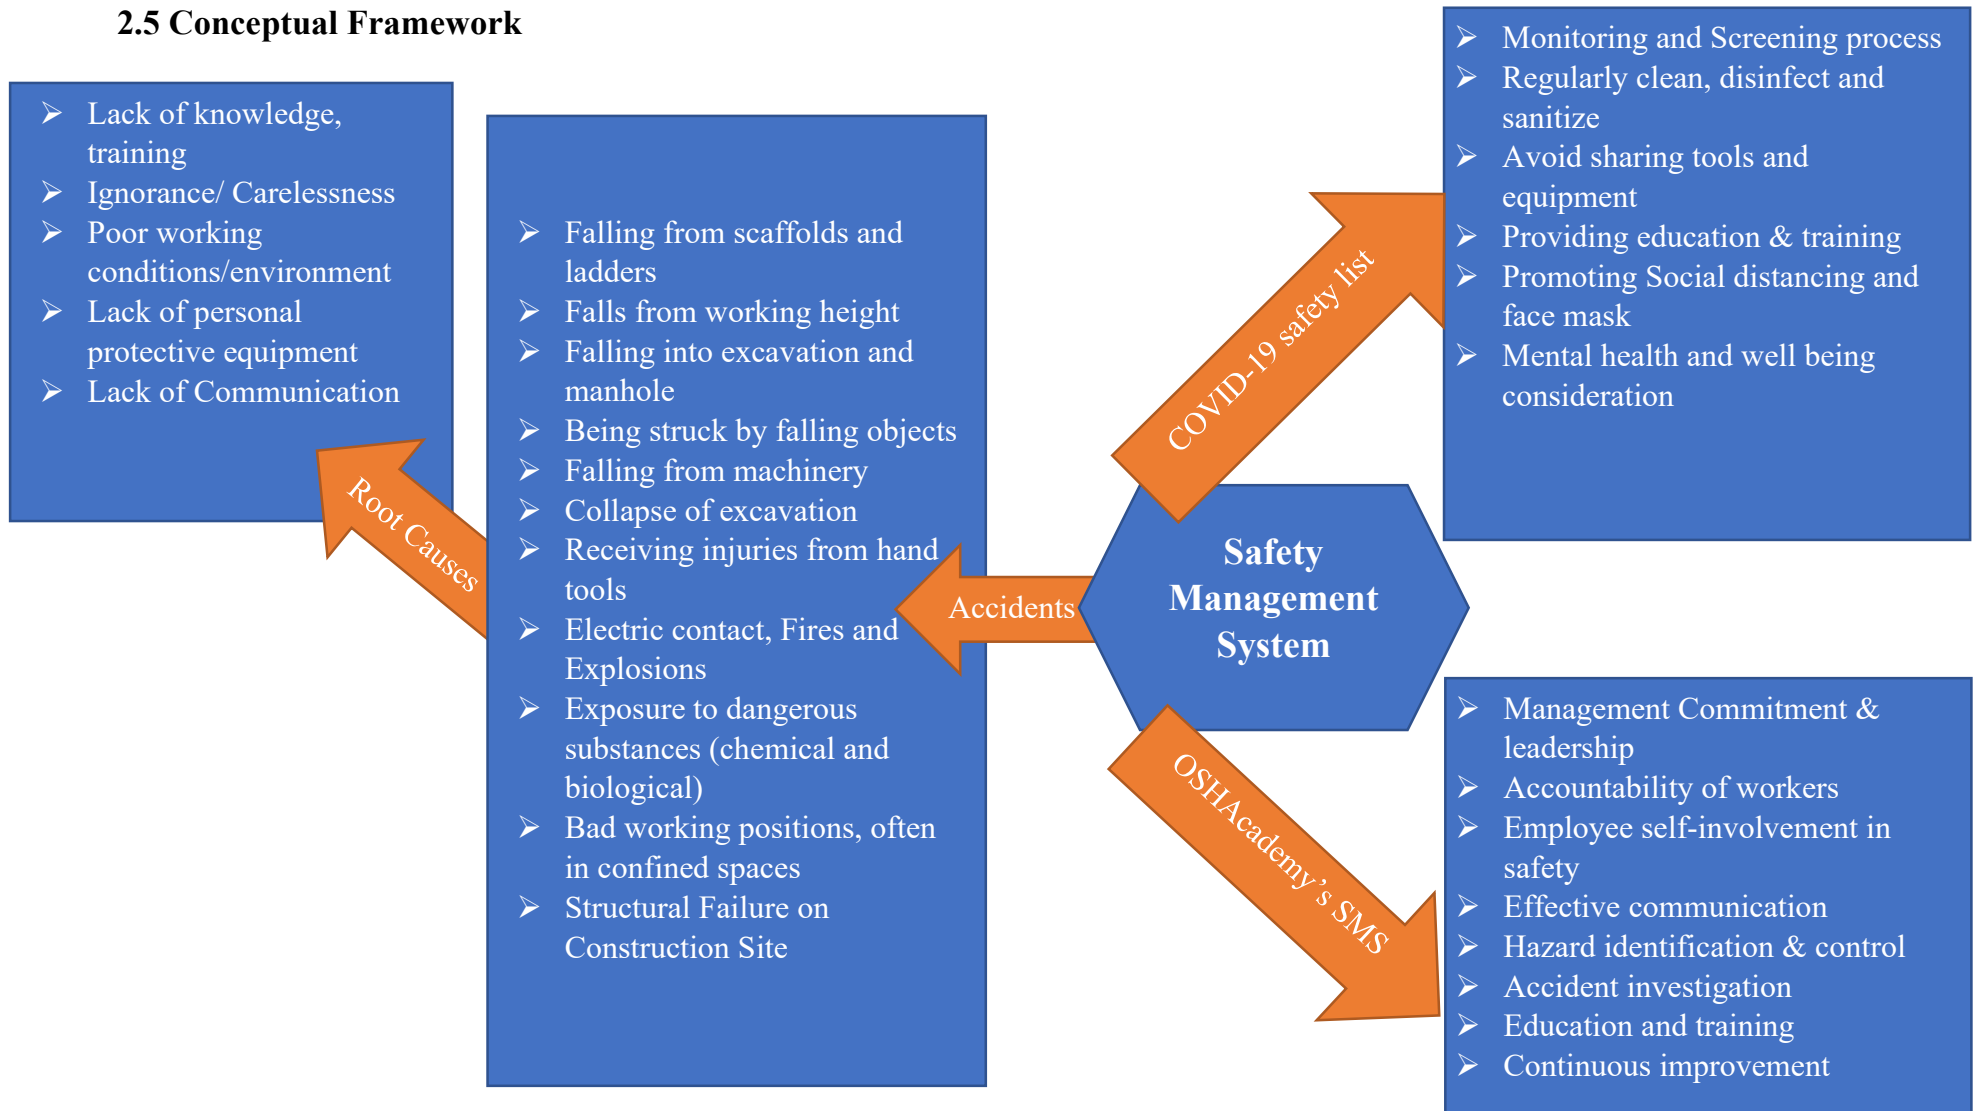 2.5 Conceptual Framework
➢ Lack of knowledge,
training
➢ Ignorance/ Carelessness
➢ Poor working
conditions/environment
➢ Lack of personal
protective equipment
➢ Lack of Communication
Root Causes
➢ Falling from scaffolds and
ladders
➢ Falls from working height
➢ Falling into excavation and
manhole
➢ Being struck by falling objects
➢ Falling from machinery
➢ Collapse of excavation
➢ Receiving injuries from hand
tools
➢ Electric contact, Fires and
Explosions
➢ Exposure to dangerous
substances (chemical and
biological)
➢ Bad working positions, often
in confined spaces
➢ Structural Failure on
Construction Site
Accidents
Safety
Management
System
COVID-19 safety list
➢ Monitoring and Screening process
➢ Regularly clean, disinfect and
sanitize
➢ Avoid sharing tools and
equipment
➢ Providing education & training
➢ Promoting Social distancing and
face mask
➢ Mental health and well being
consideration
OSHAcademy’s SMS
➢ Management Commitment &
leadership
➢ Accountability of workers
➢ Employee self-involvement in
safety
➢ Effective communication
➢ Hazard identification & control
➢ Accident investigation
➢ Education and training
➢ Continuous improvement